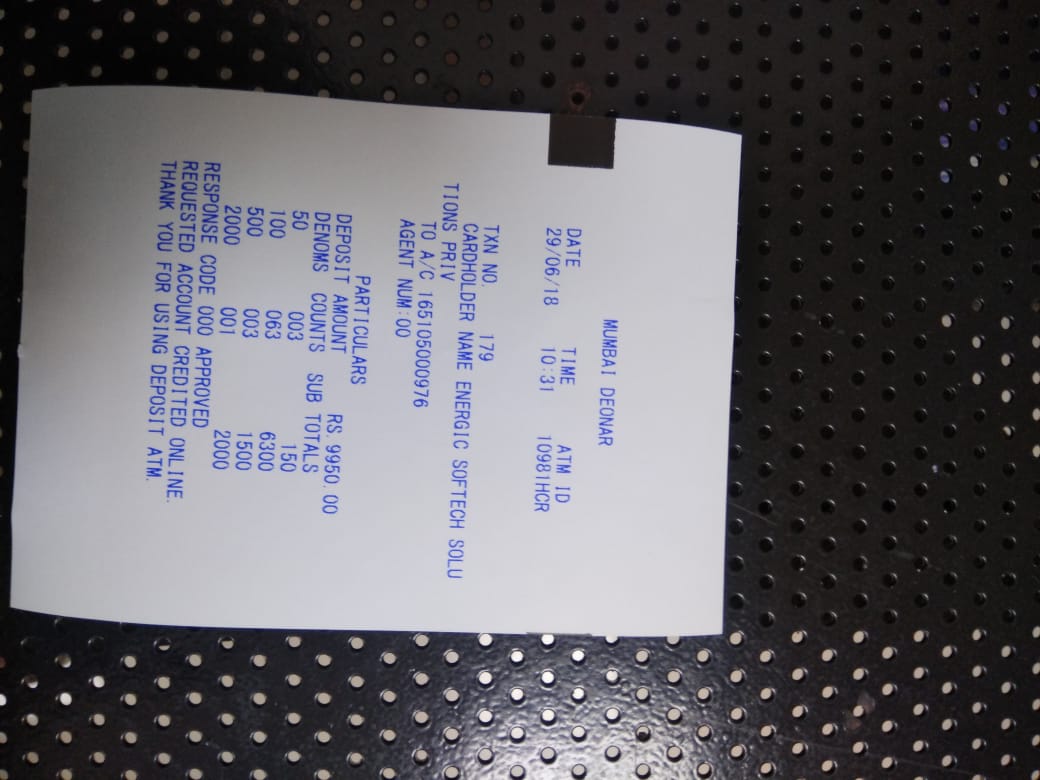 MUMBAI DEONAR
DATE TIME ATM ID
29/06/18 10:31 10981HCR
TXN NO. 179
CARDHOLDER NAME ENERGIC SOFTECH SOLU
TIONS PRIV
TO A/C 165105000976
AGENT NUM:00
PARTICULARS
DEPOSIT AMOUNT RS.9950.00
DENOMS COUNTS SUB TOTALS
50 003 150
100 063 6300
500 003 1500
2000 001 2000
RESPONSE CODE 000 APPROVED
REQUESTED ACCOUNT CREDITED ONLINE.
THANK YOU FOR USING DEPOSIT ATM.